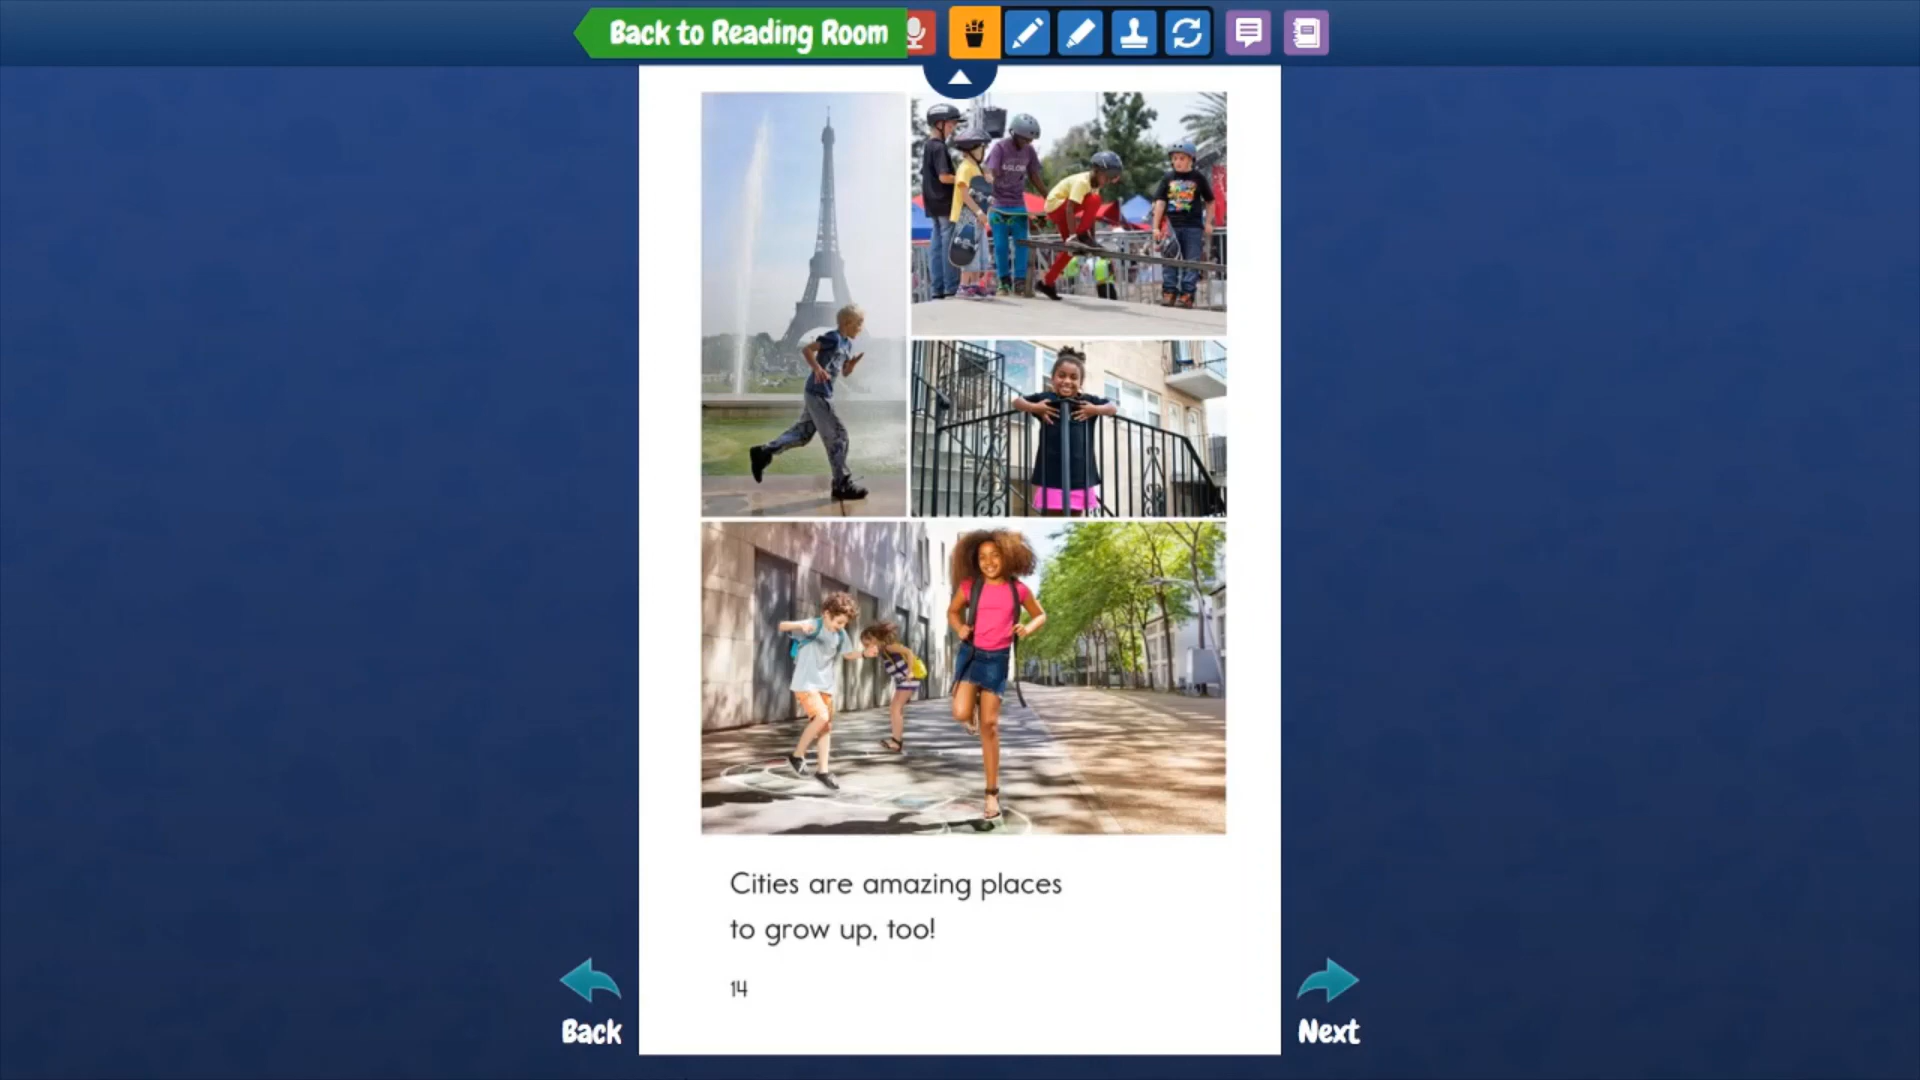 Back to Reading Room
Cities are amazing places
to grow up, too!
14
Back
Next